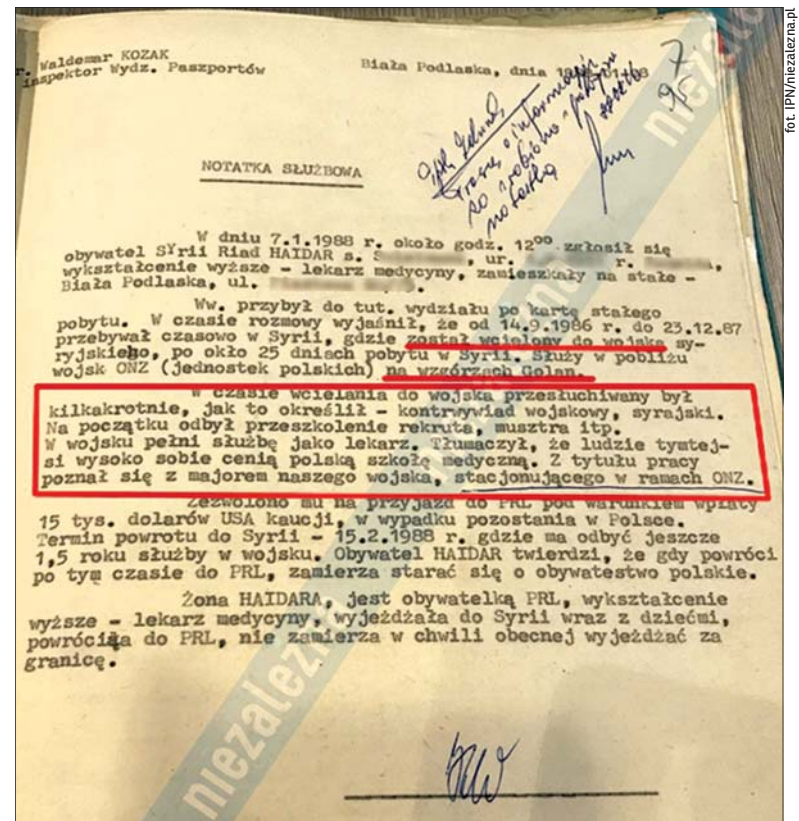 fot. IPN/niezalezna.pl
r. Waldemar KOZAK
inspektor Wydz. Paszportów
Biała Podlaska, dnia
7
95
NOTATKA SŁUŻBOWA
W dniu 7.1.1988 r. około godz. 12⁰⁰ zgłosił się
obywatel SYrii Riad HAIDAR s. , ur. r.
wykształcenie wyższe - lekarz medycyny, zamieszkały na stałe -
Biała Podlaska, ul.
Ww. przybył do tut. wydziału po kartę stałego
pobytu. W czasie rozmowy wyjaśnił, że od 14.9.1986 r. do 23.12.87
przebywał czasowo w Syrii, gdzie został wcielony do wojska sy-
ryjskieho, po okło 25 dniach pobytu w Syrii. Służy w pobliżu
wojsk ONZ (jednostek polskich) na wzgórzach Golan.
W czasie wcielania do wojska przesłuchiwany był
kilkakrotnie, jak to określił - kontrwywiad wojskowy, syrajski.
Na początku odbył przeszkolenie rekruta, musztra itp.
W wojsku pełni służbę jako lekarz. Tłumaczył, że ludzie tymtej-
si wysoko sobie cenią polską szkołę medyczną. Z tytułu pracy
poznał się z majorem naszego wojska, stacjonującego w ramach ONZ.
Zezwolono mu na przyjazd do PRL pod warunkiem wpłaty
15 tys. dolarów USA kaucji, w wypadku pozostania w Polsce.
Termin powrotu do Syrii - 15.2.1988 r. gdzie ma odbyć jeszcze
1,5 roku służby w wojsku. Obywatel HAIDAR twierdzi, że gdy powróci
po tym czasie do PRL, zamierza starać się o obywatestwo polskie.
Żona HAIDARA, jest obywatelką PRL, wykształcenie
wyższe - lekarz medycyny, wyjeżdżała do Syrii wraz z dziećmi,
powróciła do PRL, nie zamierza w chwili obecnej wyjeżdżać za
granicę.
niezalezna